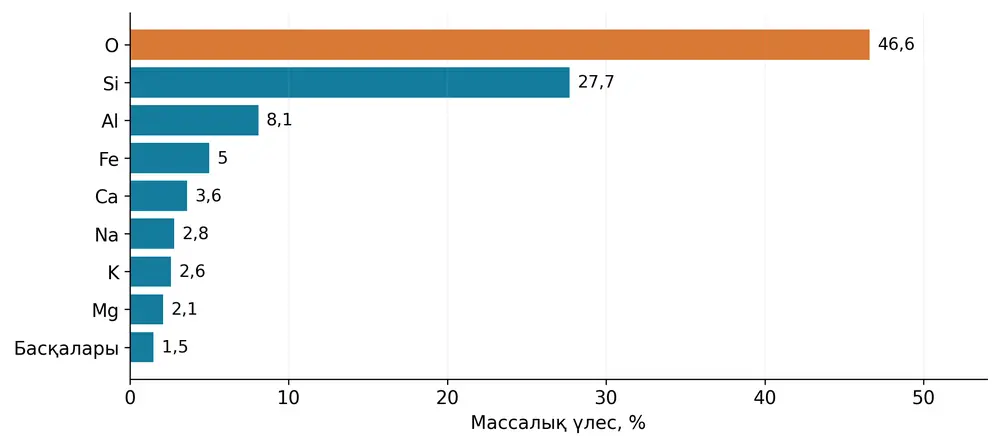 O 46,6
Si 27,7
Al 8,1
Fe 5
Ca 3,6
Na 2,8
K 2,6
Mg 2,1
Басқалары 1,5
0 10 20 30 40 50
Массалық үлес, %